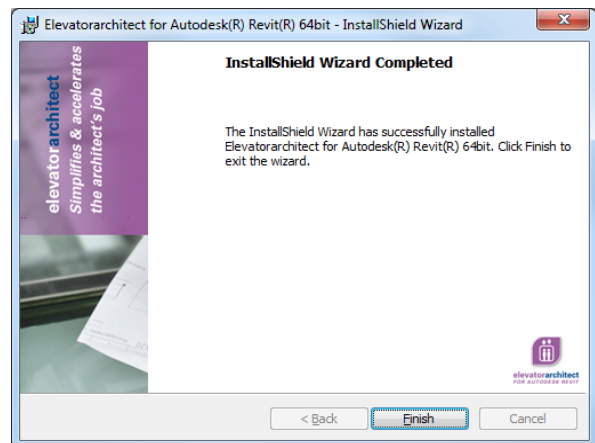 Elevatorarchitect for Autodesk(R) Revit(R) 64bit - InstallShield Wizard
elevatorarchitect
Simplifies & accelerates
the architect's job
InstallShield Wizard Completed
The InstallShield Wizard has successfully installed
Elevatorarchitect for Autodesk(R) Revit(R) 64bit. Click Finish to
exit the wizard.
elevatorarchitect
FOR AUTODESK REVIT
< Back
Finish
Cancel